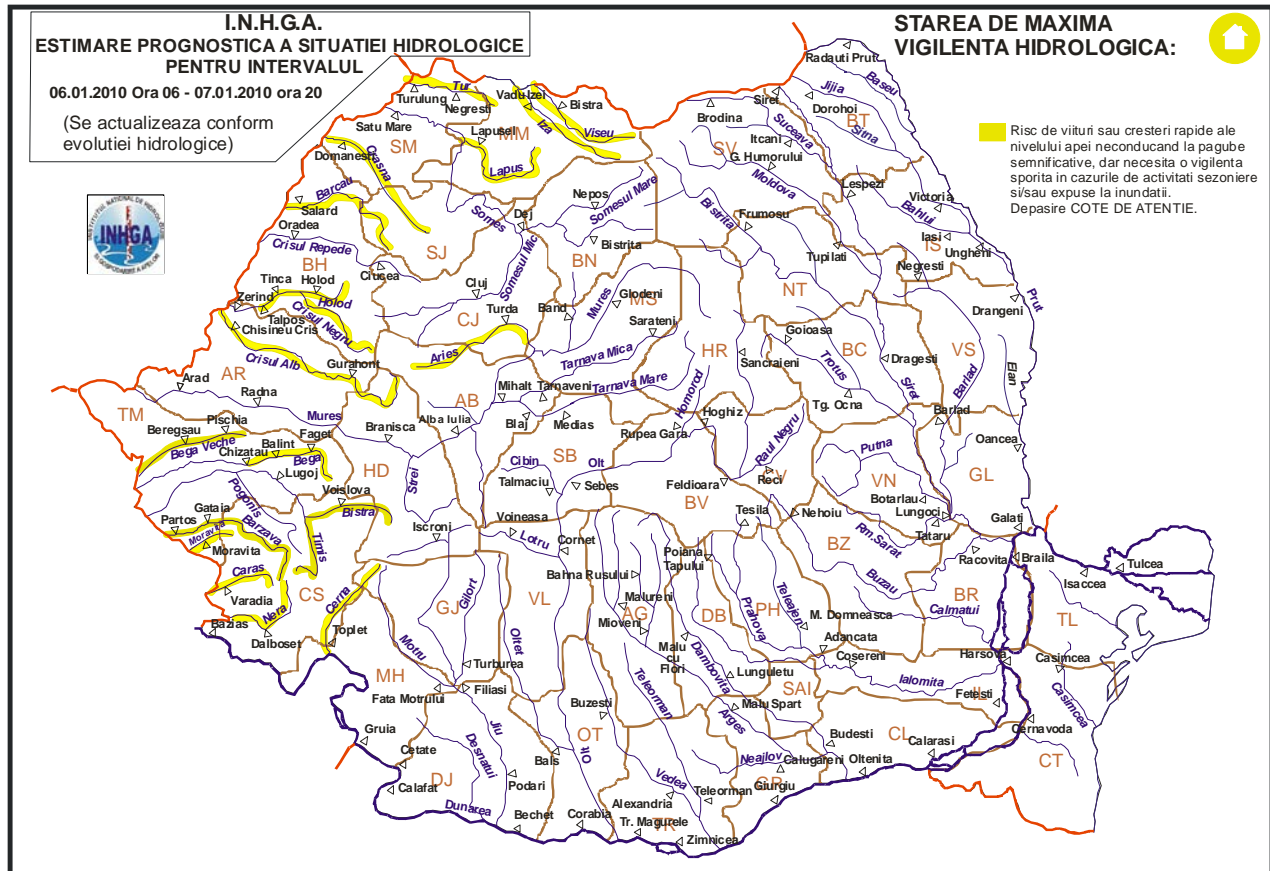 I.N.H.G.A.
ESTIMARE PROGNOSTICA A SITUATIEI HIDROLOGICE
PENTRU INTERVALUL
06.01.2010 Ora 06 - 07.01.2010 ora 20
(Se actualizeaza conform
evolutiei hidrologice)
STAREA DE MAXIMA
VIGILENTA HIDROLOGICA:
Risc de viituri sau cresteri rapide ale
nivelului apei neconducand la pagube
semnificative, dar necesita o vigilenta
sporita in cazurile de activitati sezoniere
si/sau expuse la inundatii.
Depasire COTE DE ATENTIE.
INHGA
Radauti Prut
Baseu
Tur
Turulung
Negresti
Vadu Izei
Bistra
Iza
Viseu
Siret
Jijia
Dorohoi
BT
Sitna
Satu Mare
SM
Lapusel
MM
Lapus
Brodina
Suceava
Itcani
SV
G. Humorului
Moldova
Domanesti
Crasna
Barcau
Salard
Nepos
Somesul Mare
Lespezi
Victoria
Bahlui
Bistrita
Frumosu
Oradea
Crisul Repede
BH
SJ
Somes
Dej
Bistrita
BN
Iasi
IS
Ungheni
Tupilati
Negresti
Ciucea
Somesul Mic
Tinca
Holod
Holod
Cluj
CJ
Turda
Band
Mures
Glodeni
MS
Sarateni
NT
Prut
Drangeni
Zerind
Talpos
Crisul Negru
Chisineu Cris
Crisul Alb
Gurahont
Aries
Tarnava Mica
HR
Sancraieni
Goioasa
BC
Trotus
Dragesti
Siret
VS
Barlad
Elan
AR
Arad
Radna
Mures
AB
Mihalt
Tarnaveni
Tarnava Mare
Homorod
Tg. Ocna
TM
Pischia
Beregsau
Bega Veche
Balint
Chizatau
Faget
Bega
Lugoj
Branisca
Alba Iulia
Blaj
Medias
Rupea Gara
Hoghiz
Raul Negru
Barlad
Putna
Oancea
GL
HD
Strei
Cibin
SB
Olt
Talmaciu
Sebes
Feldioara
BV
Reci
VN
Botarlau
Lungoci
Pogonis
Voislova
Bistra
Gataia
Partos
Moravita
Barzava
Moravita
Timis
Iscroni
Voineasa
Lotru
Cornet
Tesila
Nehoiu
BZ
Rm.Sarat
Tataru
Galati
Racovita
Braila
Isaccea
Tulcea
Caras
Varadia
CS
Nera
Cerna
Bazias
Dalboset
Toplet
Poiana
Tapului
Bahna Rusului
Malureni
AG
Mioveni
VL
GJ
Gilort
Oltet
DB
Prahova
PH
Teleajen
M. Domneasca
Buzau
Calmatui
BR
TL
MH
Motru
Turburea
Malu
cu
Flori
Dambovita
Lunguletu
Adancata
Cosereni
SAI
Harsova
Casimcea
Casimcea
Ialomita
Fetesti
Fata Motrului
Filiasi
Teleorman
Malu Spart
Arges
Buzesti
OT
Gruia
Cetate
Jiu
Desnatui
Bals
Olt
Neajlov
Budesti
CL
Calarasi
Cernavoda
CT
DJ
Calafat
Podari
Vedea
Teleorman
Calugareni
Oltenita
Giurgiu
Dunarea
Bechet
Corabia
Alexandria
Tr. Magurele
TR
Zimnicea